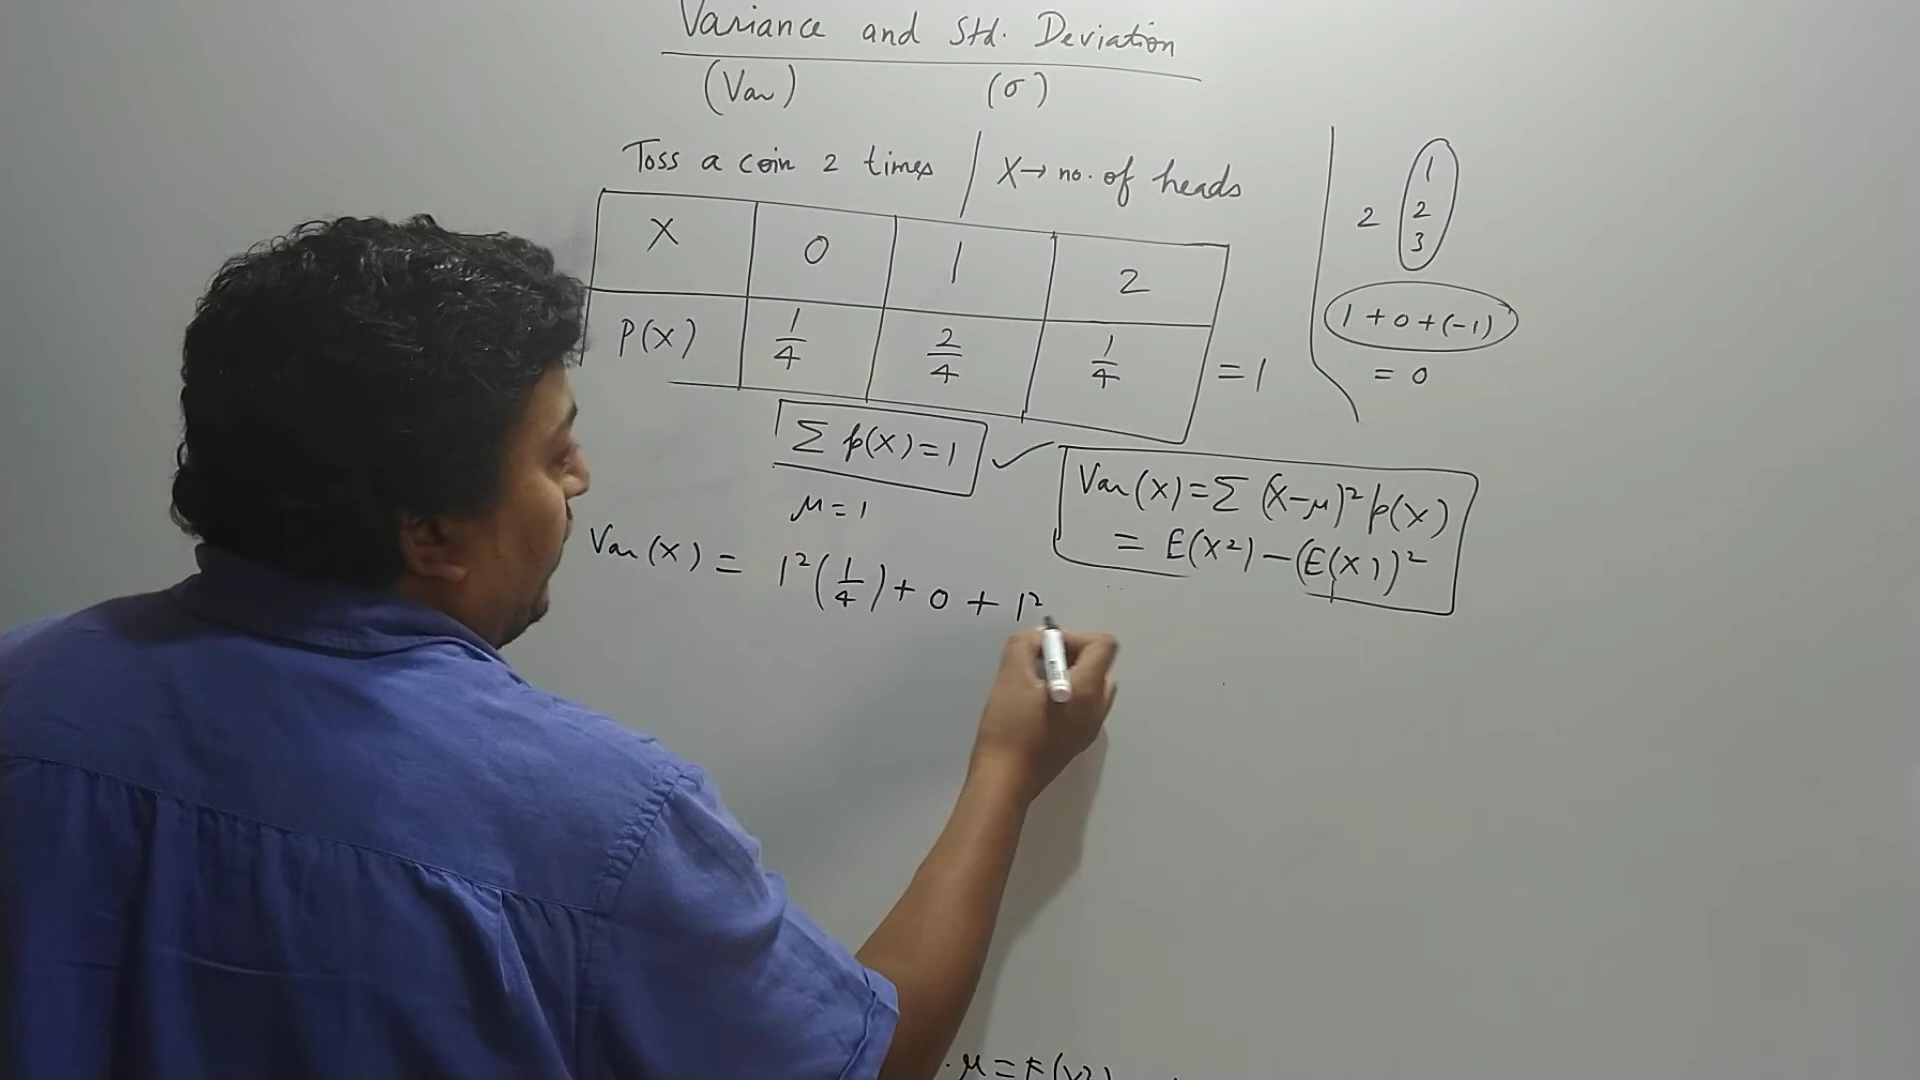 Variance and Std. Deviation
(Var) (σ)
Toss a coin 2 times | X → no. of heads
X 0 1 2
P(X) 1/4 2/4 1/4 = 1
Σ p(X) = 1 ✓
μ = 1
Var(X) = 1²(1/4) + 0 + 1²
Var(X) = Σ (X-μ)² p(X)
= E(X²) - (E(X))²
1
2 2
3
1 + 0 + (-1)
= 0